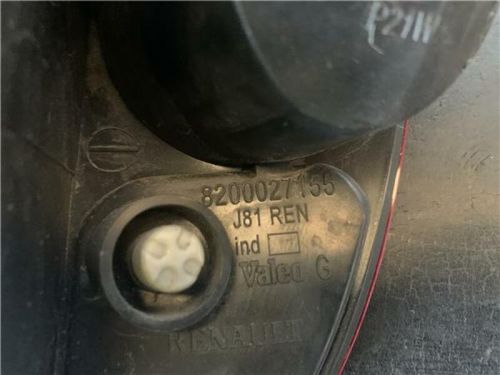 P21W
8200027155
J81 REN
ind
Valeo G
RENAULT